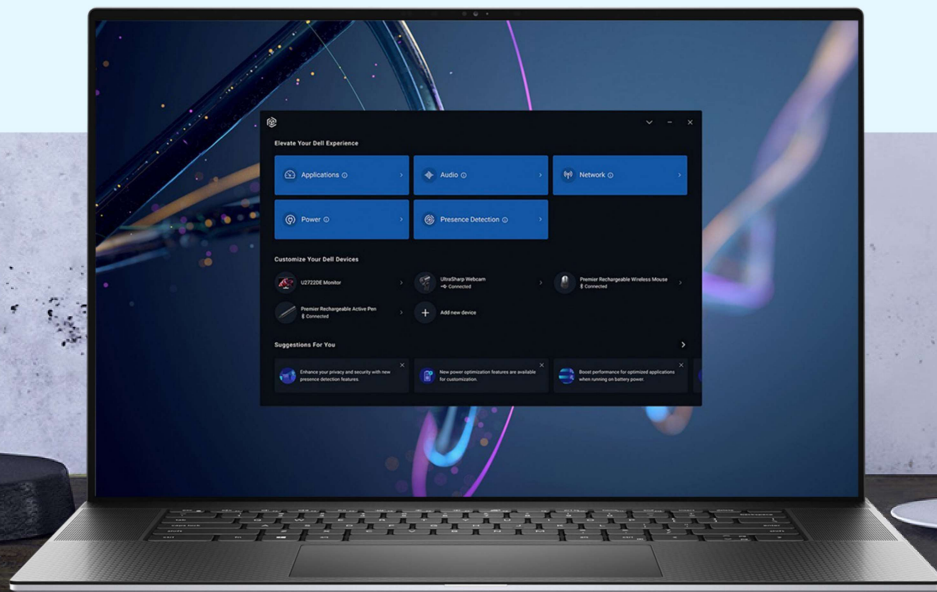 Elevate Your Dell Experience
Applications
Audio
Network
Power
Presence Detection
Customize Your Dell Devices
U2722DE Monitor
UltraSharp Webcam
Connected
Premier Rechargeable Wireless Mouse
Connected
Premier Rechargeable Active Pen
Connected
Add new device
Suggestions For You
Enhance your privacy and security with new
presence detection features.
New power optimization features are available
for customization.
Boost performance for optimized applications
when running on battery power.